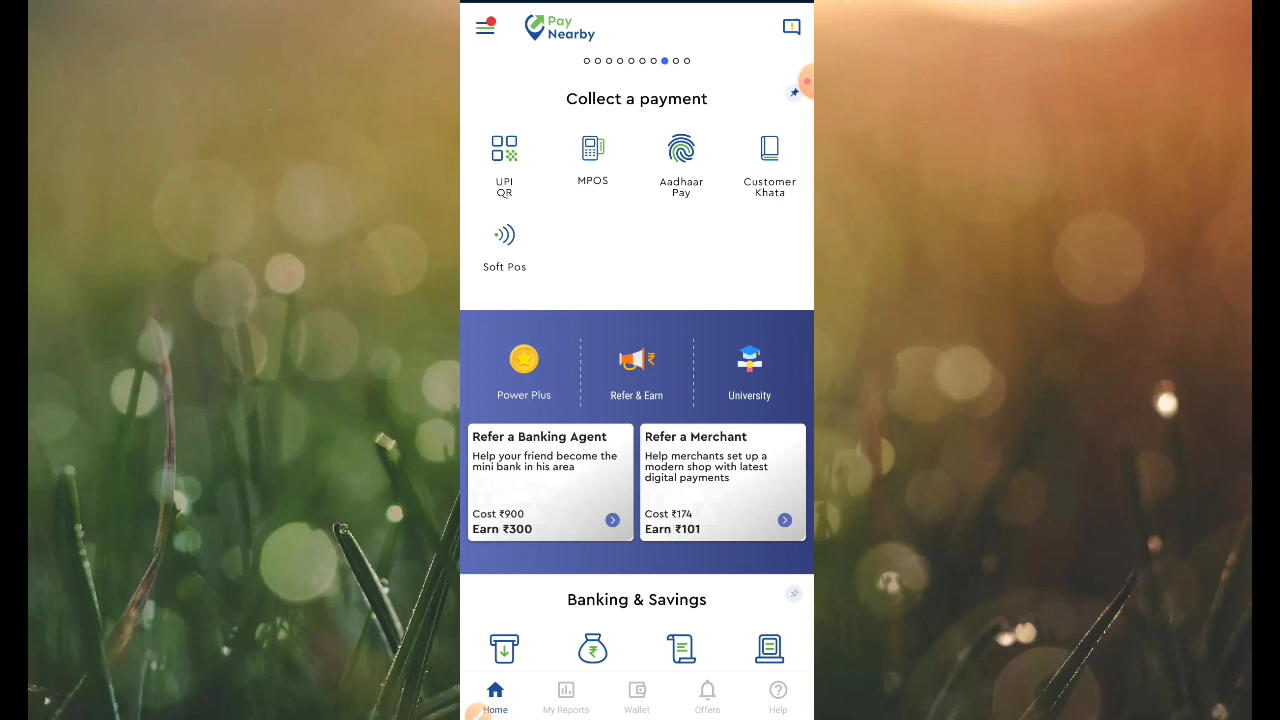 Pay
Nearby
Collect a payment
UPI
QR
MPOS
Aadhaar
Pay
Customer
Khata
Soft Pos
Power Plus
Refer & Earn
University
Refer a Banking Agent
Help your friend become the
mini bank in his area
Cost ₹900
Earn ₹300
Refer a Merchant
Help merchants set up a
modern shop with latest
digital payments
Cost ₹174
Earn ₹101
Banking & Savings
Home
My Reports
Wallet
Offers
Help